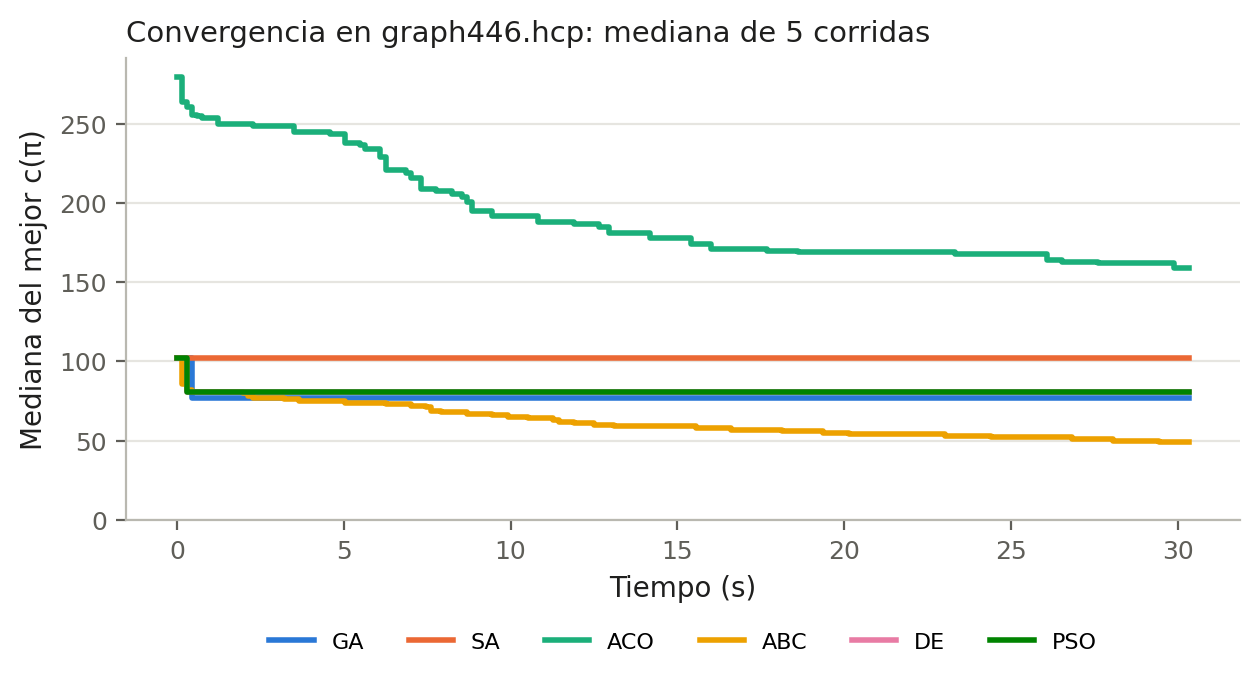 Convergencia en graph446.hcp: mediana de 5 corridas
Mediana del mejor c(π)
250
200
150
100
50
0
0 5 10 15 20 25 30
Tiempo (s)
GA SA ACO ABC DE PSO